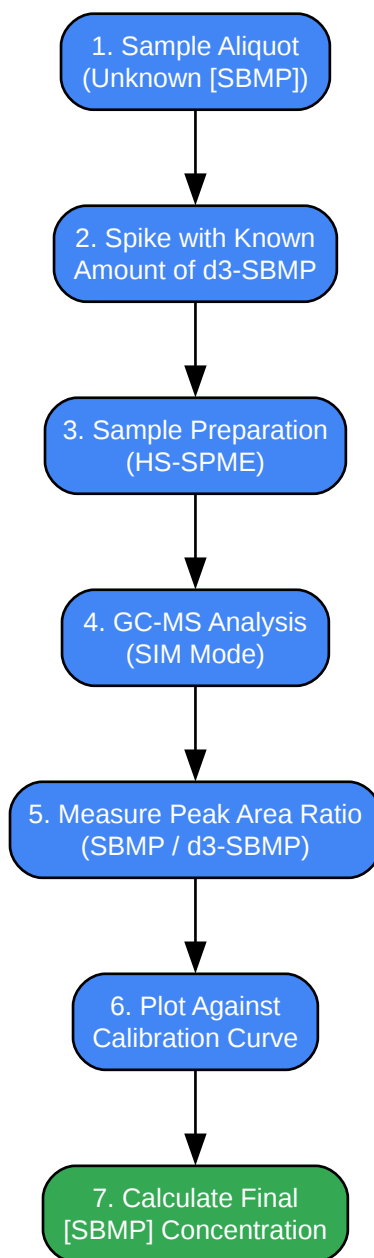 1. Sample Aliquot
(Unknown [SBMP])
2. Spike with Known
Amount of d3-SBMP
3. Sample Preparation
(HS-SPME)
4. GC-MS Analysis
(SIM Mode)
5. Measure Peak Area Ratio
(SBMP / d3-SBMP)
6. Plot Against
Calibration Curve
7. Calculate Final
[SBMP] Concentration